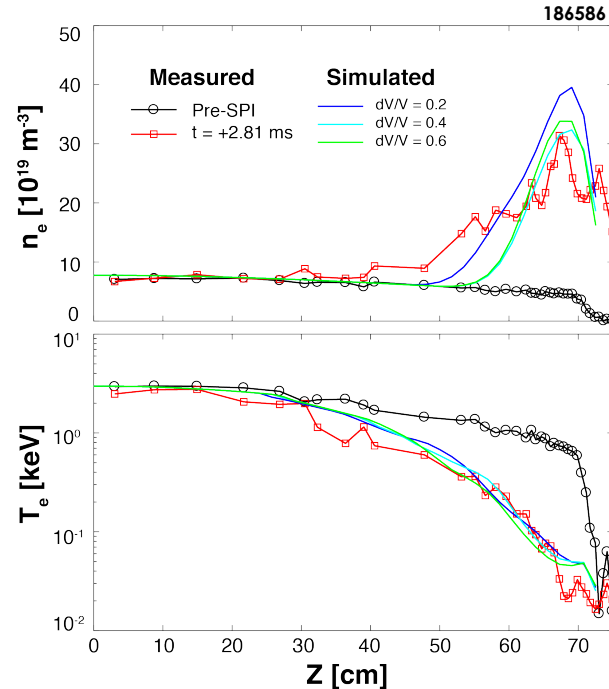 186586
50
40
30
20
10
0
n_e [10^19 m^-3]
Measured
Pre-SPI
t = +2.81 ms
Simulated
dV/V = 0.2
dV/V = 0.4
dV/V = 0.6
10^1
10^0
10^-1
10^-2
T_e [keV]
0 10 20 30 40 50 60 70
Z [cm]